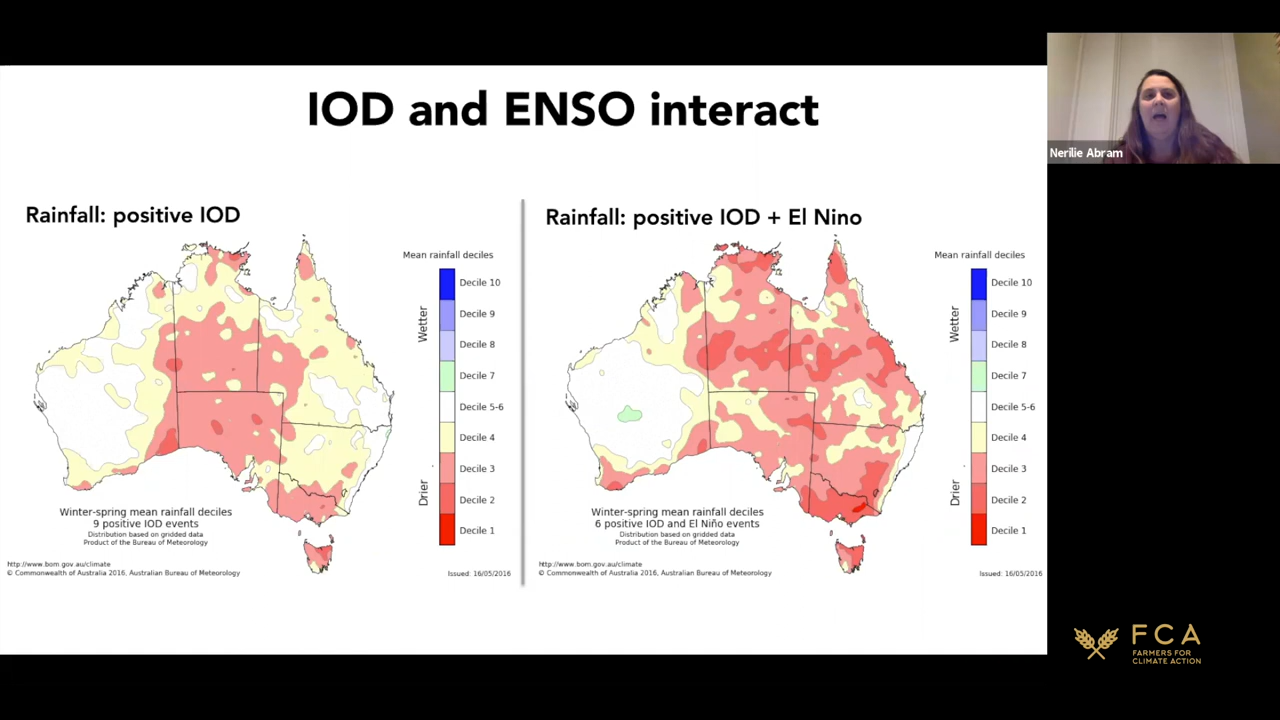 IOD and ENSO interact
Nerilie Abram
Rainfall: positive IOD
Mean rainfall deciles
Wetter
Drier
Decile 10
Decile 9
Decile 8
Decile 7
Decile 5-6
Decile 4
Decile 3
Decile 2
Decile 1
Winter-spring mean rainfall deciles
9 positive IOD events
Distribution based on gridded data
Product of the Bureau of Meteorology
http://www.bom.gov.au/climate
© Commonwealth of Australia 2016, Australian Bureau of Meteorology
Issued: 16/05/2016
Rainfall: positive IOD + El Nino
Mean rainfall deciles
Wetter
Drier
Decile 10
Decile 9
Decile 8
Decile 7
Decile 5-6
Decile 4
Decile 3
Decile 2
Decile 1
Winter-spring mean rainfall deciles
6 positive IOD and El Niño events
Distribution based on gridded data
Product of the Bureau of Meteorology
http://www.bom.gov.au/climate
© Commonwealth of Australia 2016, Australian Bureau of Meteorology
Issued: 16/05/2016
FCA
FARMERS FOR
CLIMATE ACTION